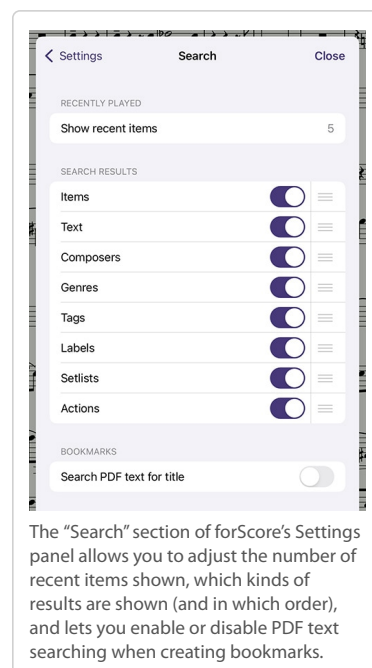 Settings Search Close
RECENTLY PLAYED
Show recent items 5
SEARCH RESULTS
Items
Text
Composers
Genres
Tags
Labels
Setlists
Actions
BOOKMARKS
Search PDF text for title
The “Search” section of forScore’s Settings
panel allows you to adjust the number of
recent items shown, which kinds of
results are shown (and in which order),
and lets you enable or disable PDF text
searching when creating bookmarks.